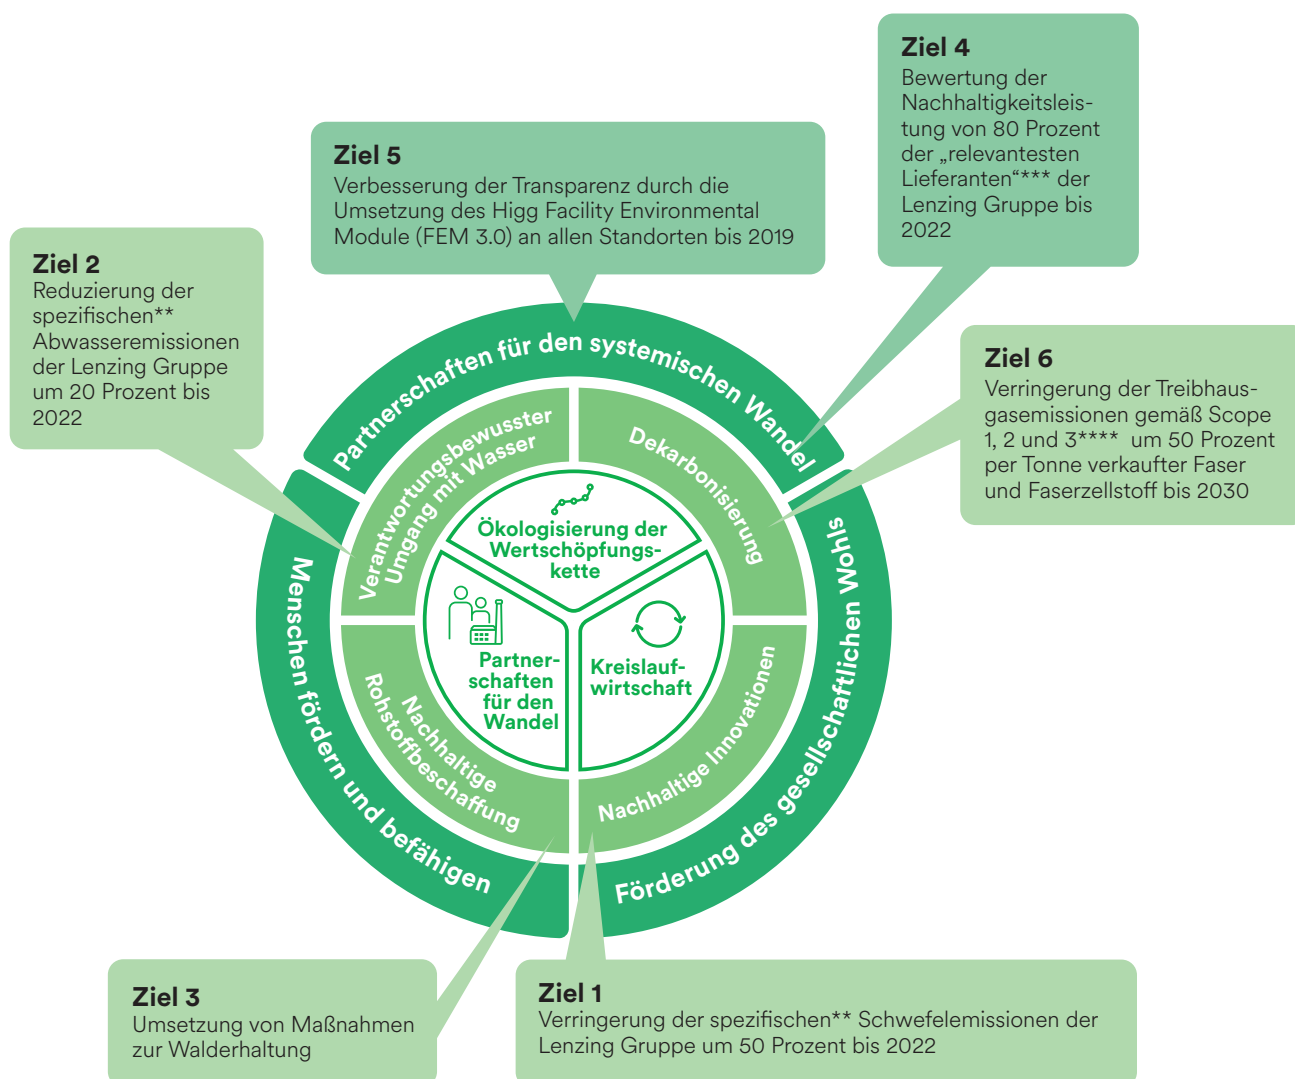 Ziel 4
Bewertung der
Nachhaltigkeitsleis-
tung von 80 Prozent
der „relevantesten
Lieferanten“*** der
Lenzing Gruppe bis
2022
Ziel 5
Verbesserung der Transparenz durch die
Umsetzung des Higg Facility Environmental
Module (FEM 3.0) an allen Standorten bis 2019
Ziel 2
Reduzierung der
spezifischen**
Abwasseremissionen
der Lenzing Gruppe
um 20 Prozent bis
2022
Ziel 6
Verringerung der Treibhaus-
gasemissionen gemäß Scope
1, 2 und 3**** um 50 Prozent
per Tonne verkaufter Faser
und Faserzellstoff bis 2030
Partnerschaften für den systemischen Wandel
Verantwortungsbewusster
Umgang mit Wasser
Dekarbonisierung
Ökologisierung der
Wertschöpfungs-
kette
Partner-
schaften
für den
Wandel
Kreislauf-
wirtschaft
Menschen fördern und befähigen
Nachhaltige
Rohstoffbeschaffung
Nachhaltige Innovationen
Förderung des gesellschaftlichen Wohls
Ziel 3
Umsetzung von Maßnahmen
zur Walderhaltung
Ziel 1
Verringerung der spezifischen** Schwefelemissionen der
Lenzing Gruppe um 50 Prozent bis 2022